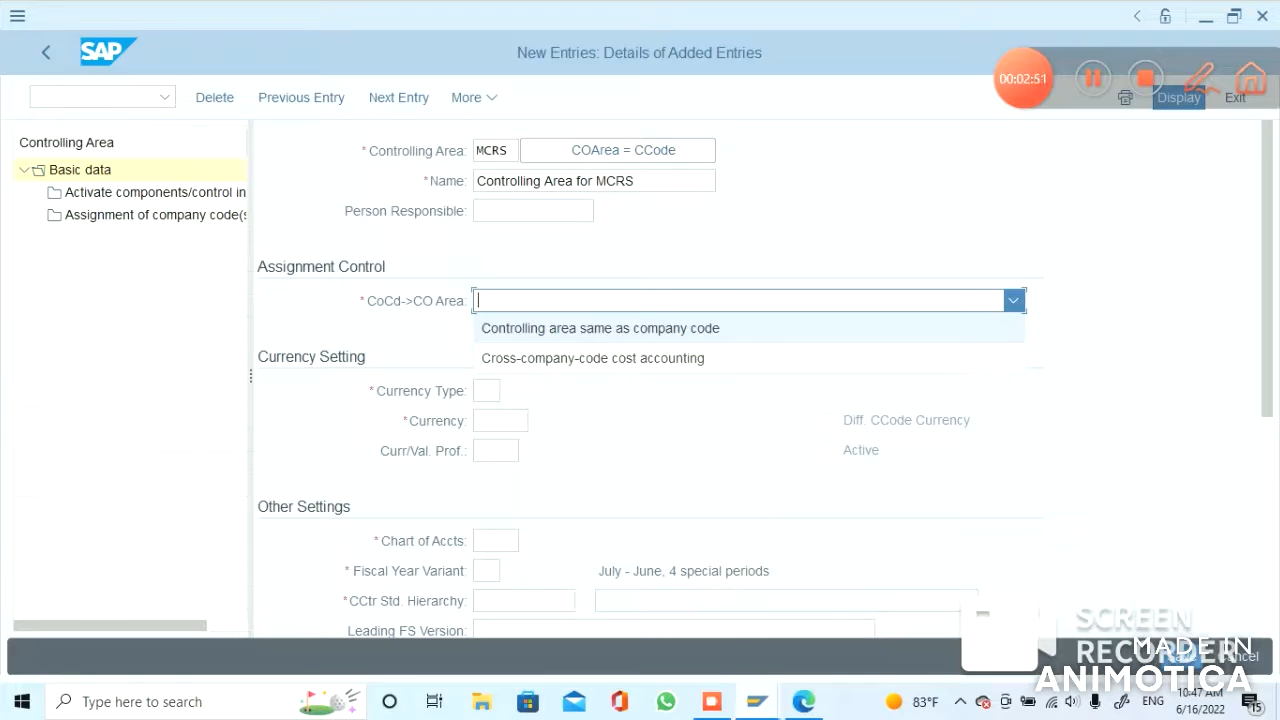 SAP
New Entries: Details of Added Entries
00:02:51
Delete
Previous Entry
Next Entry
More
Display
Exit
Controlling Area
Basic data
Activate components/control in
Assignment of company code(s
* Controlling Area:
MCRS
COArea = CCode
* Name:
Controlling Area for MCRS
Person Responsible:
Assignment Control
* CoCd->CO Area:
Controlling area same as company code
Cross-company-code cost accounting
Currency Setting
* Currency Type:
* Currency:
Diff. CCode Currency
Curr/Val. Prof.:
Active
Other Settings
* Chart of Accts:
* Fiscal Year Variant:
July - June, 4 special periods
* CCtr Std. Hierarchy:
Leading FS Version:
SCREEN
RECORDER
MADE IN
ANIMOTICA
Type here to search
83°F
ENG
10:47 AM
6/16/2022
15